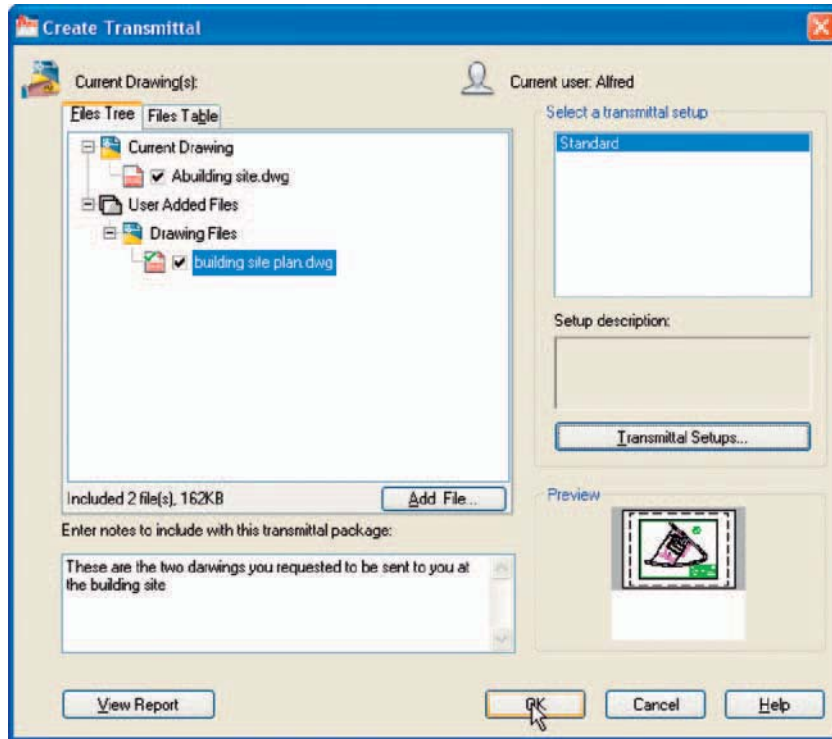 Create Transmittal
Current Drawing(s):
Current user: Alfred
Files Tree
Files Table
Current Drawing
Abuilding site.dwg
User Added Files
Drawing Files
building site plan.dwg
Included 2 file(s), 162KB
Add File...
Enter notes to include with this transmittal package:
These are the two darwings you requested to be sent to you at
the building site
Select a transmittal setup
Standard
Setup description:
Transmittal Setups...
Preview
View Report
OK
Cancel
Help